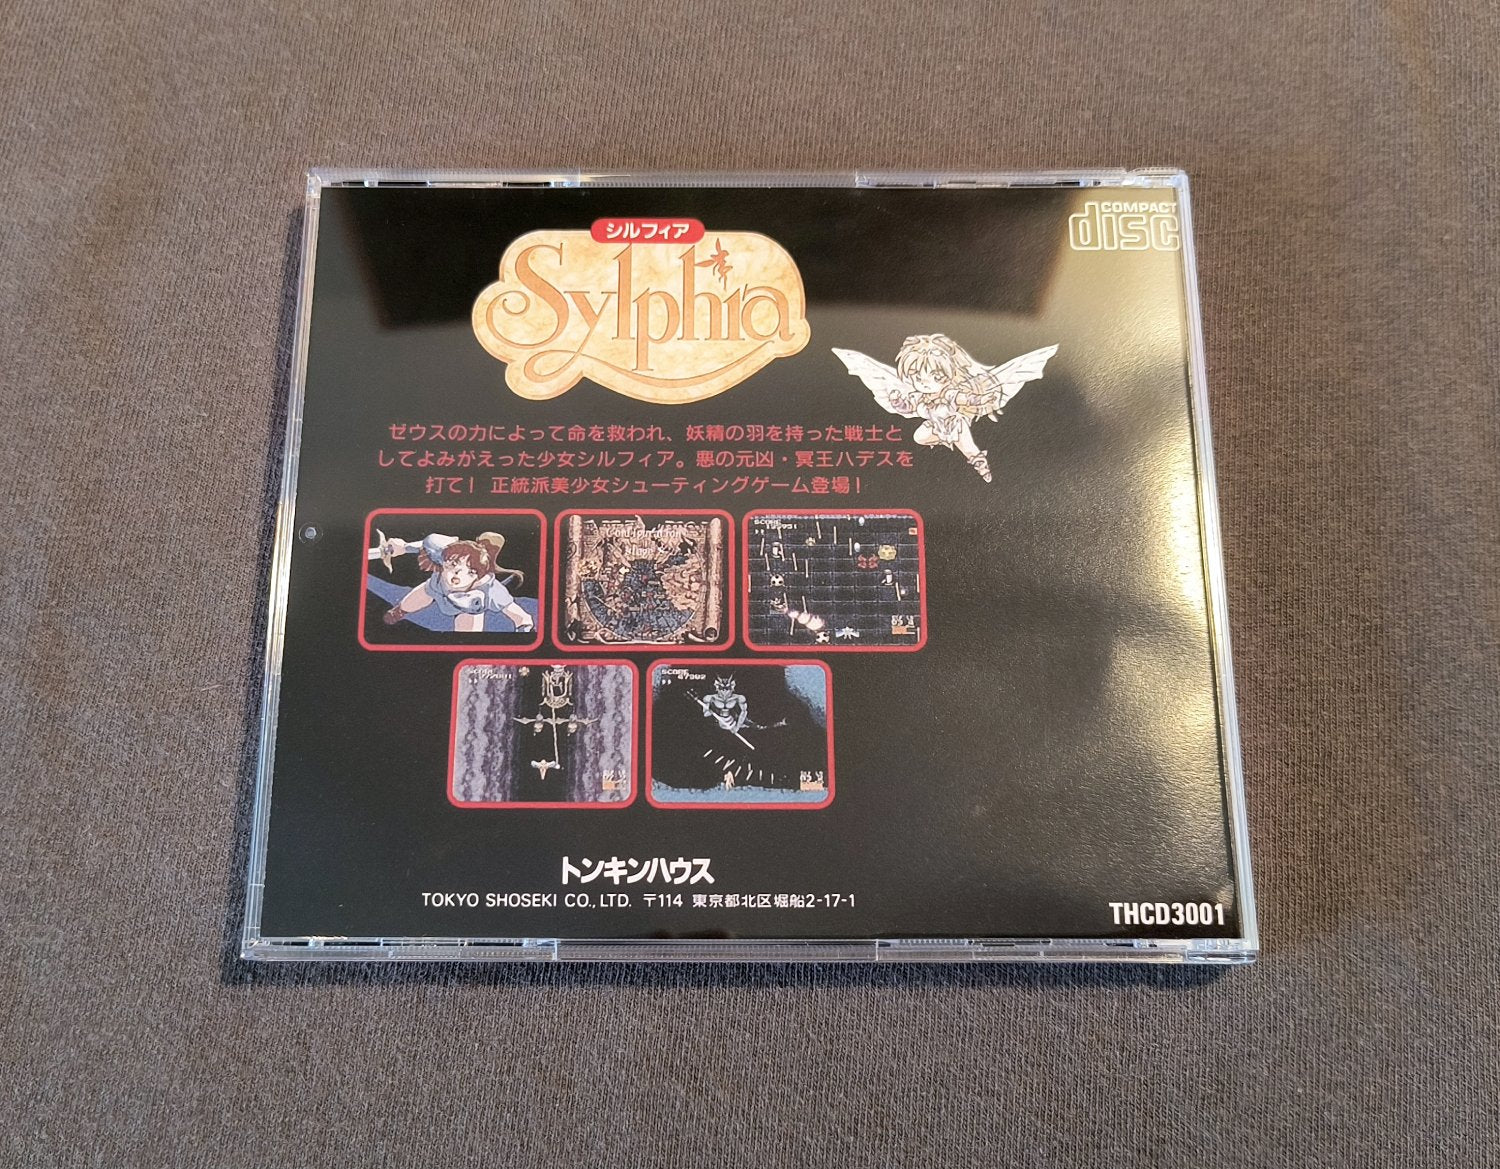 COMPACT
disc
シルフィア
Sylphia
ゼウスの力によって命を救われ、妖精の羽を持った戦士と
してよみがえった少女シルフィア。悪の元凶・冥王ハデスを
打て！ 正統派美少女シューティングゲーム登場！
SCORE
SCORE
SCORE
47902
トンキンハウス
TOKYO SHOSEKI CO., LTD. 〒114 東京都北区堀船2-17-1
THCD3001